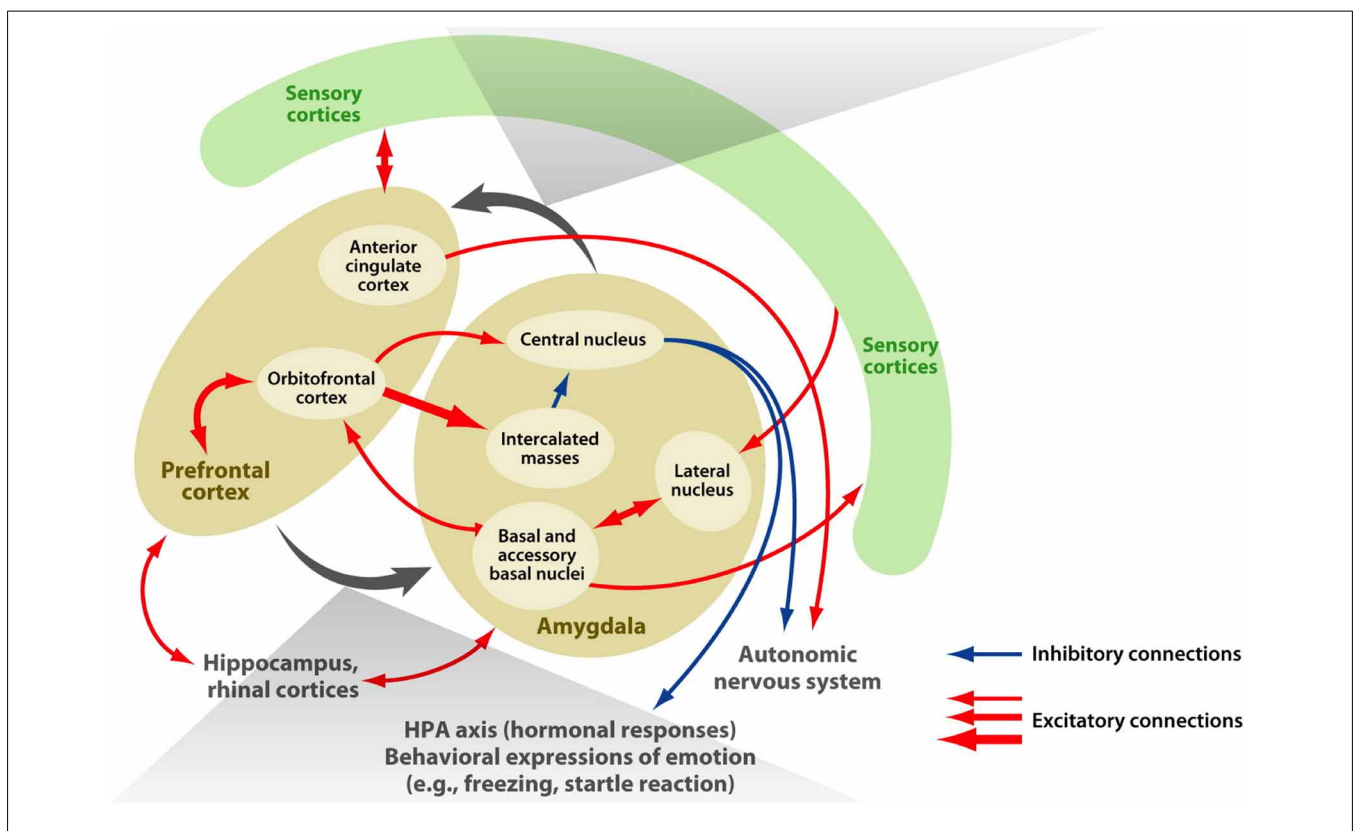 Sensory
cortices
Anterior
cingulate
cortex
Central nucleus
Sensory
cortices
Orbitofrontal
cortex
Intercalated
masses
Prefrontal
cortex
Lateral
nucleus
Basal and
accessory
basal nuclei
Amygdala
Hippocampus,
rhinal cortices
Autonomic
nervous system
HPA axis (hormonal responses)
Behavioral expressions of emotion
(e.g., freezing, startle reaction)
Inhibitory connections
Excitatory connections